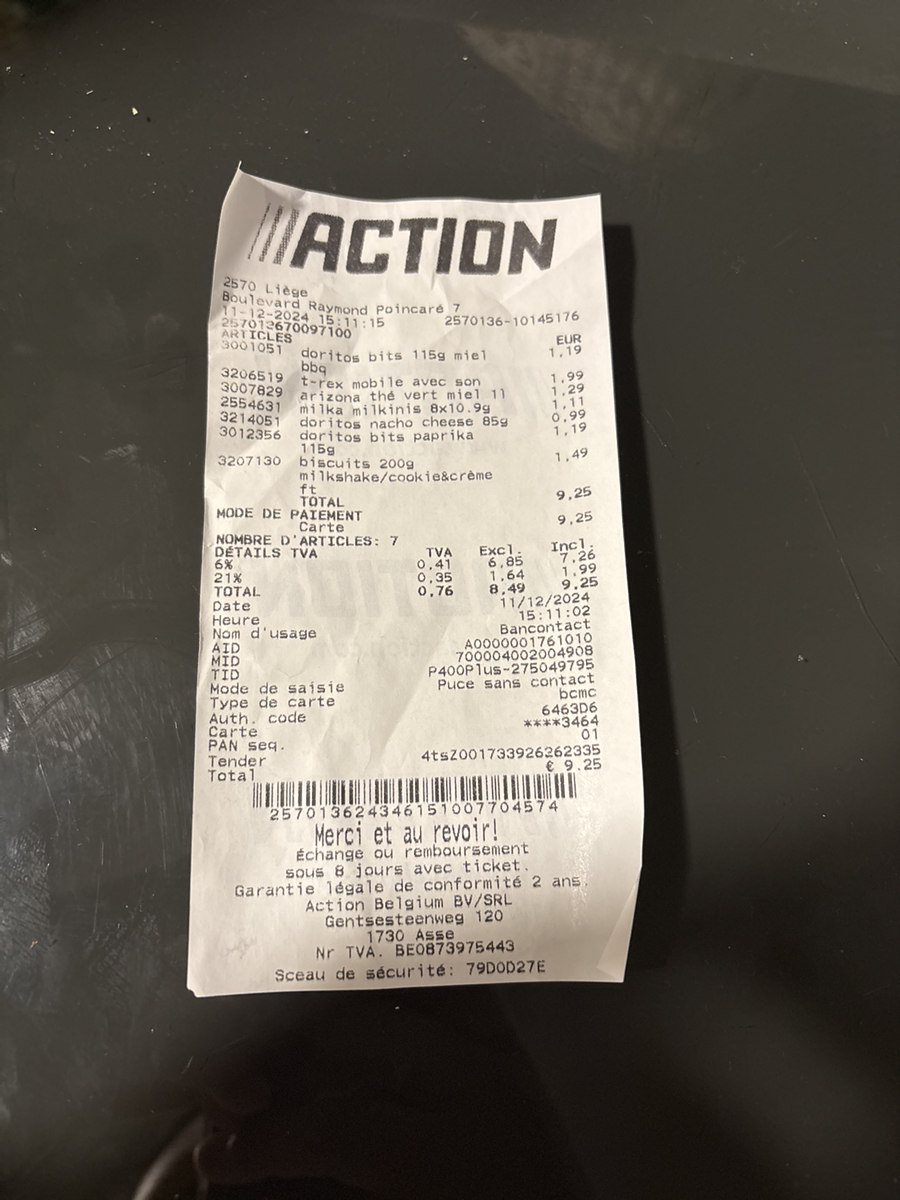 ACTION
2570 Liège
Boulevard Raymond Poincaré 7
11-12-2024 15:11:15 2570136-10145176
257013670097100
ARTICLES EUR
3001051 doritos bits 115g miel 1,19
bbq
3206519 t-rex mobile avec son 1,99
3007829 arizona thé vert miel 1l 1,29
2554631 milka milkinis 8x10.9g 1,11
3214051 doritos nacho cheese 85g 0,99
3012356 doritos bits paprika 1,19
115g
3207130 biscuits 200g 1,49
milkshake/cookie&crème
ft
TOTAL 9,25
MODE DE PAIEMENT
Carte 9,25
NOMBRE D'ARTICLES: 7
DÉTAILS TVA TVA Excl. Incl.
6% 0,41 6,85 7,26
21% 0,35 1,64 1,99
TOTAL 0,76 8,49 9,25
Date 11/12/2024
Heure 15:11:02
Nom d'usage Bancontact
AID A0000001761010
MID 700004002004908
TID P400Plus-275049795
Mode de saisie Puce sans contact
Type de carte bcmc
Auth. code 6463D6
Carte ****3464
PAN seq. 01
Tender 4tsZ001733926262335
Total € 9.25
257013624346151007704574
Merci et au revoir!
Échange ou remboursement
sous 8 jours avec ticket.
Garantie légale de conformité 2 ans.
Action Belgium BV/SRL
Gentsesteenweg 120
1730 Asse
Nr TVA. BE0873975443
Sceau de sécurité: 79D0D27E